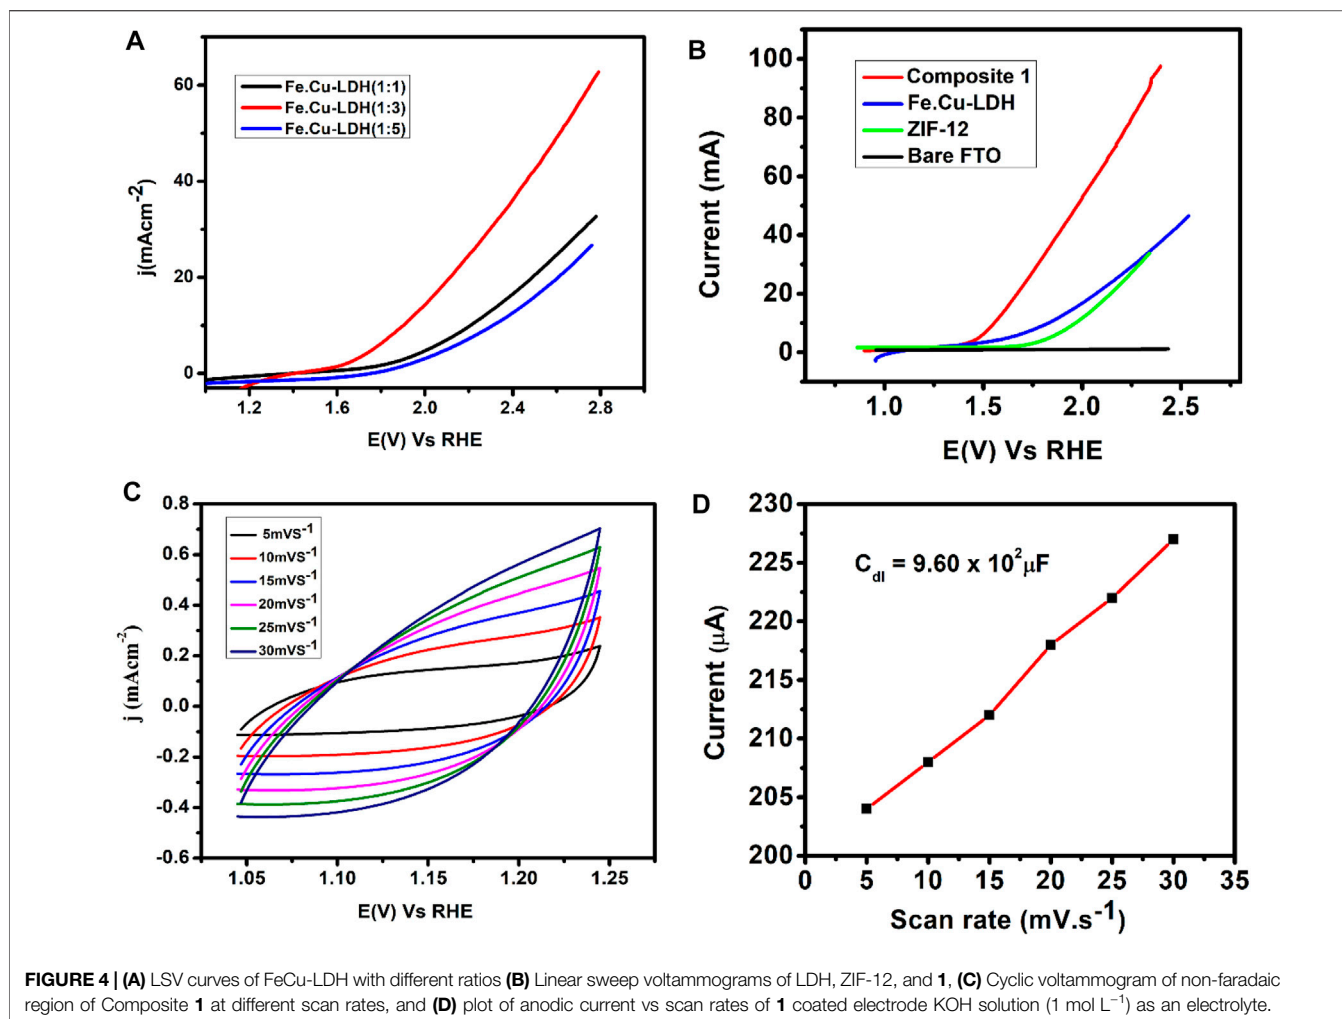 A
60
40
20
0
j(mAcm-2)
Fe.Cu-LDH(1:1)
Fe.Cu-LDH(1:3)
Fe.Cu-LDH(1:5)
1.2 1.6 2.0 2.4 2.8
E(V) Vs RHE
B
100
80
60
40
20
0
Current (mA)
Composite 1
Fe.Cu-LDH
ZIF-12
Bare FTO
1.0 1.5 2.0 2.5
E(V) Vs RHE
C
0.8
0.6
0.4
0.2
0.0
-0.2
-0.4
-0.6
j (mAcm-2)
5mVS-1
10mVS-1
15mVS-1
20mVS-1
25mVS-1
30mVS-1
1.05 1.10 1.15 1.20 1.25
E(V) Vs RHE
D
230
225
220
215
210
205
200
Current (μA)
Cdl = 9.60 x 10²μF
0 5 10 15 20 25 30 35
Scan rate (mV.s-1)
FIGURE 4 | (A) LSV curves of FeCu-LDH with different ratios (B) Linear sweep voltammograms of LDH, ZIF-12, and 1, (C) Cyclic voltammogram of non-faradaic
region of Composite 1 at different scan rates, and (D) plot of anodic current vs scan rates of 1 coated electrode KOH solution (1 mol L−1) as an electrolyte.